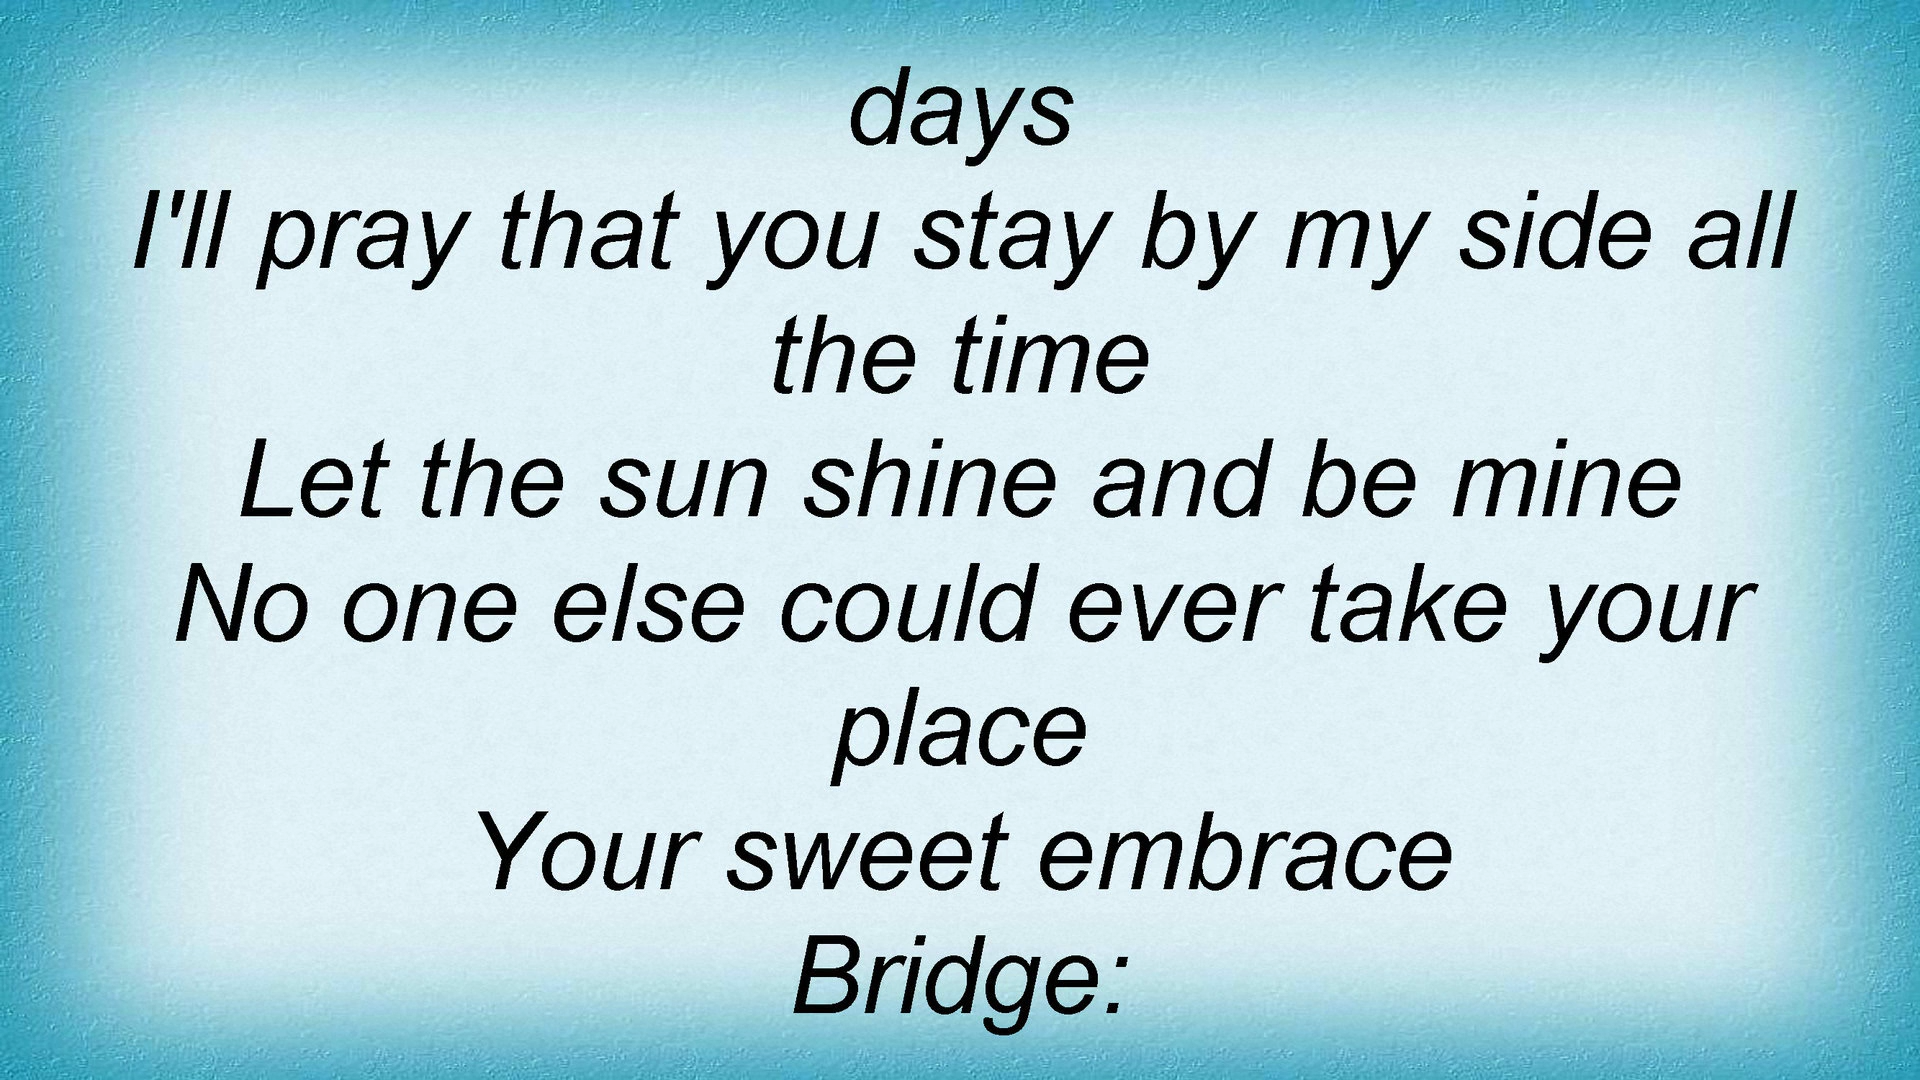 days
I'll pray that you stay by my side all
the time
Let the sun shine and be mine
No one else could ever take your
place
Your sweet embrace
Bridge: